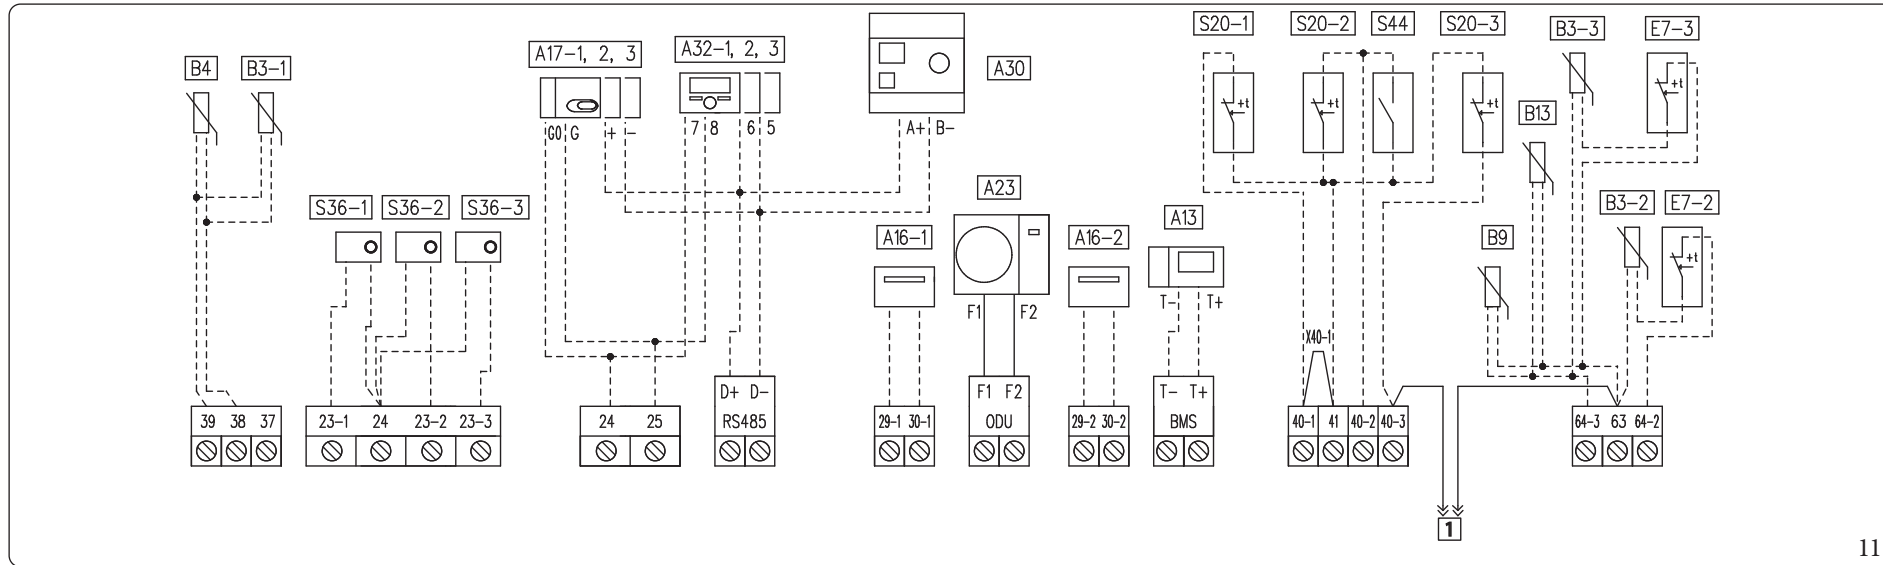 S20-1 S20-2 S44 S20-3 B3-3 E7-3
A17-1, 2, 3 A32-1, 2, 3
B4 B3-1 A30
+t +t +t +t
B13
G0 G + - 7 8 6 5 A+ B-
A23
S36-1 S36-2 S36-3 A16-1 A16-2 A13 B9 B3-2 E7-2
+t
T- T+
F1 F2
X40-1
D+ D- F1 F2 T- T+
39 38 37 23-1 24 23-2 23-3 24 25 RS485 29-1 30-1 ODU 29-2 30-2 BMS 40-1 41 40-2 40-3 64-3 63 64-2
1
11